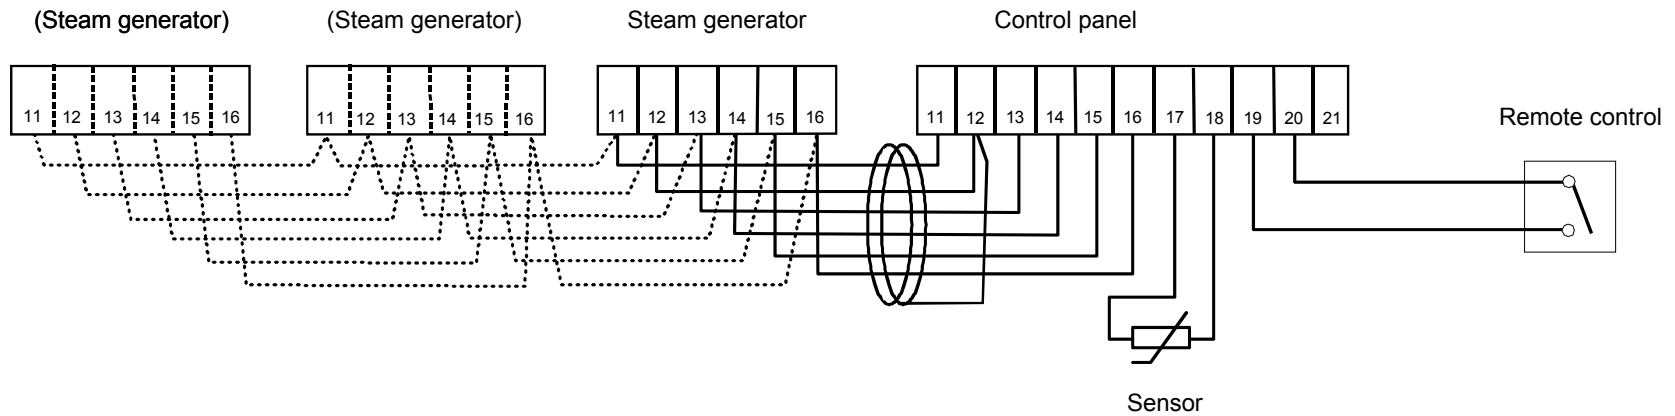 (Steam generator) (Steam generator) Steam generator Control panel
11 12 13 14 15 16 11 12 13 14 15 16 11 12 13 14 15 16 11 12 13 14 15 16 17 18 19 20 21
Remote control
Sensor